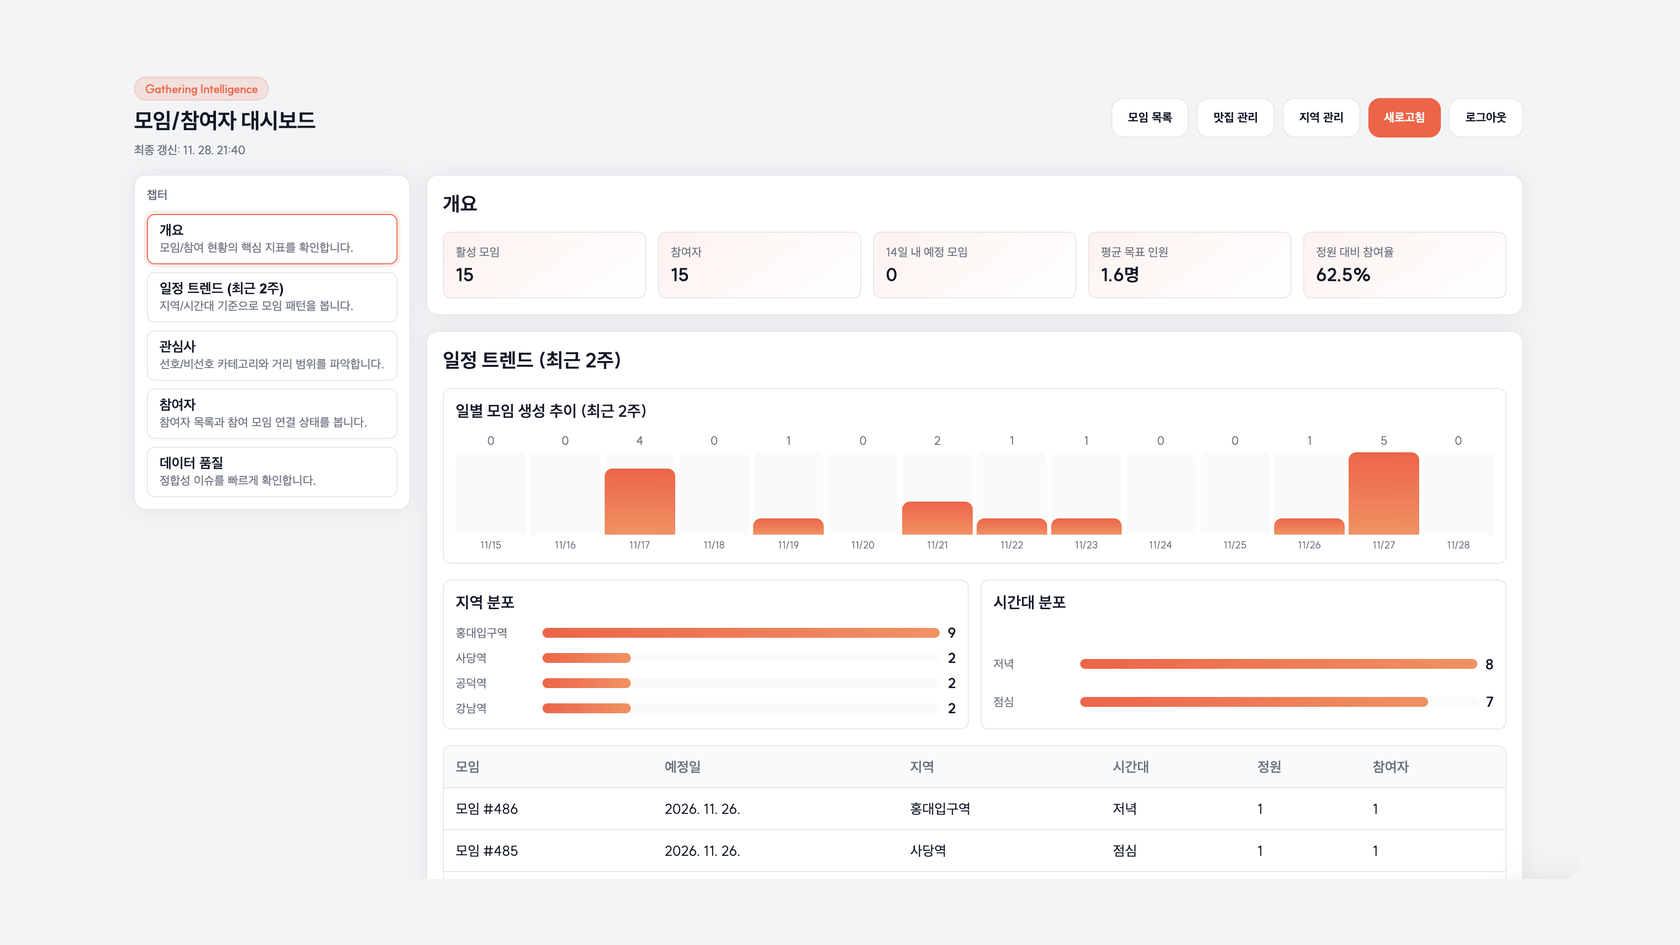 Gathering Intelligence
모임/참여자 대시보드
최종 갱신: 11. 28. 21:40
모임 목록
맛집 관리
지역 관리
새로고침
로그아웃
챕터
개요
모임/참여 현황의 핵심 지표를 확인합니다.
일정 트렌드 (최근 2주)
지역/시간대 기준으로 모임 패턴을 봅니다.
관심사
선호/비선호 카테고리와 거리 범위를 파악합니다.
참여자
참여자 목록과 참여 모임 연결 상태를 봅니다.
데이터 품질
정합성 이슈를 빠르게 확인합니다.
개요
활성 모임
15
참여자
15
14일 내 예정 모임
0
평균 목표 인원
1.6명
정원 대비 참여율
62.5%
일정 트렌드 (최근 2주)
일별 모임 생성 추이 (최근 2주)
0 0 4 0 1 0 2 1 1 0 0 1 5 0
11/15 11/16 11/17 11/18 11/19 11/20 11/21 11/22 11/23 11/24 11/25 11/26 11/27 11/28
지역 분포
홍대입구역 9
사당역 2
공덕역 2
강남역 2
시간대 분포
저녁 8
점심 7
모임 예정일 지역 시간대 정원 참여자
모임 #486 2026. 11. 26. 홍대입구역 저녁 1 1
모임 #485 2026. 11. 26. 사당역 점심 1 1